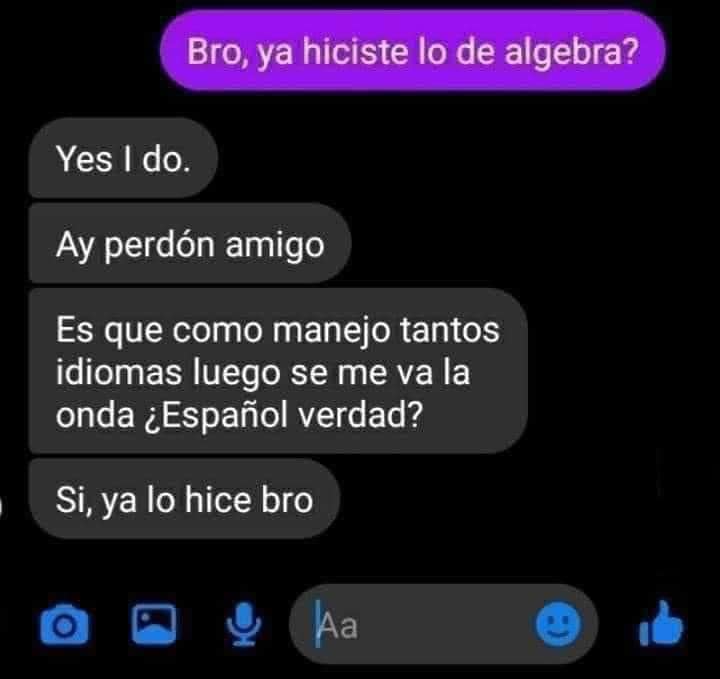 Bro, ya hiciste lo de algebra?
Yes I do.
Ay perdón amigo
Es que como manejo tantos
idiomas luego se me va la
onda ¿Español verdad?
Si, ya lo hice bro
Aa